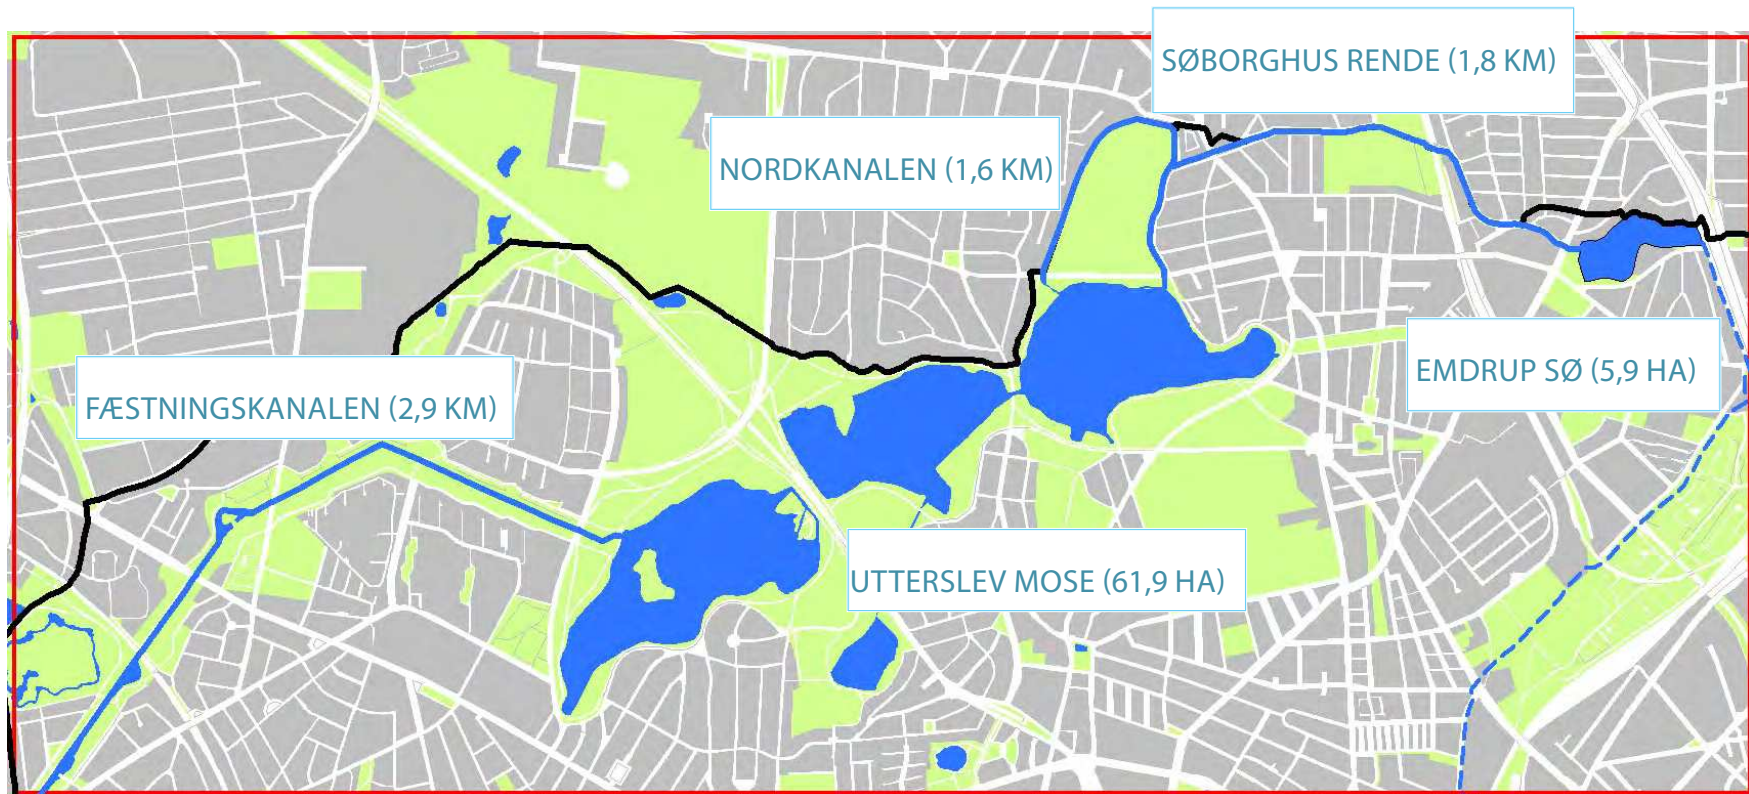 SØBORGHUS RENDE (1,8 KM)
NORDKANALEN (1,6 KM)
EMDRUP SØ (5,9 HA)
FÆSTNINGSKANALEN (2,9 KM)
UTTERSLEV MOSE (61,9 HA)